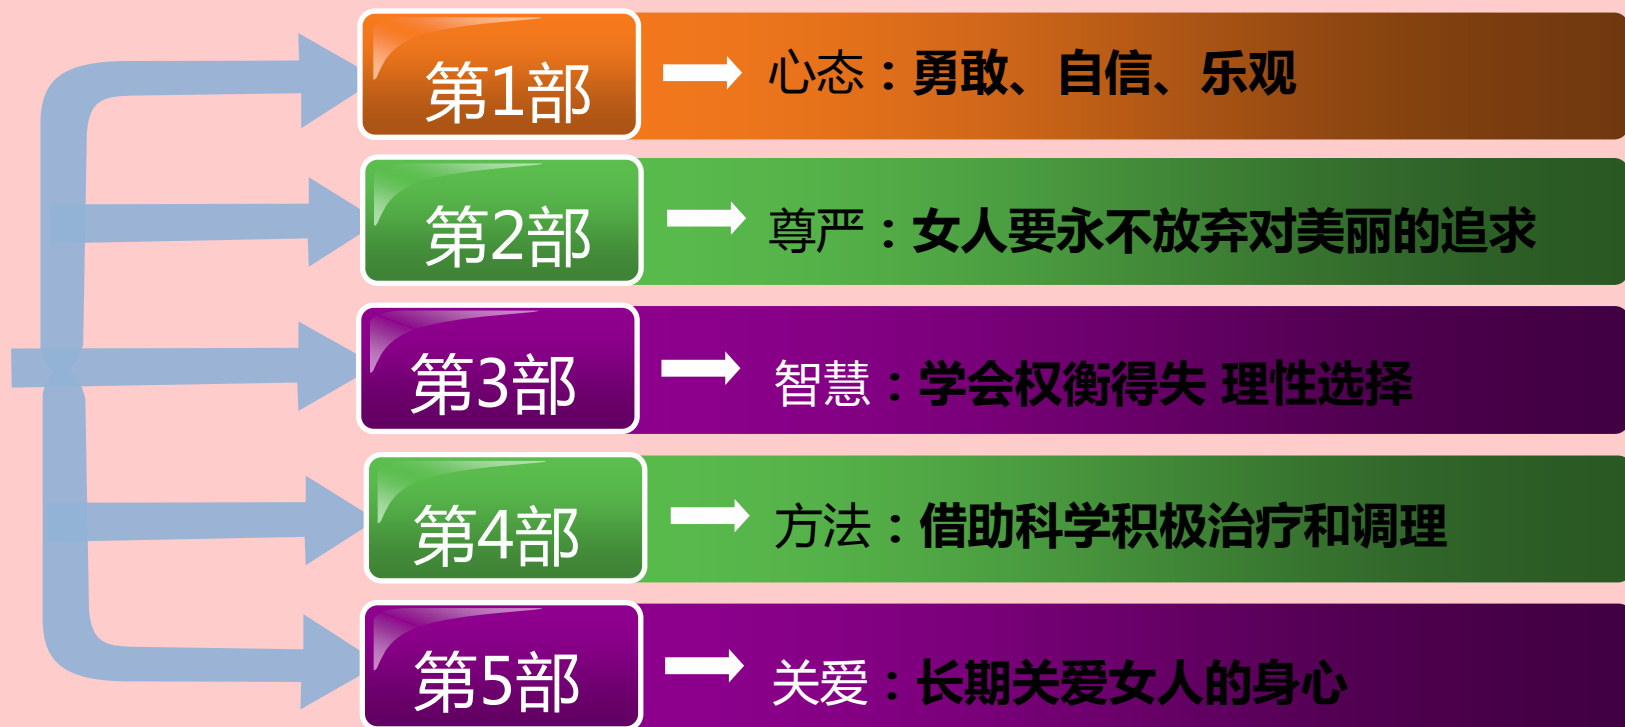 第1部 心态：勇敢、自信、乐观
第2部 尊严：女人要永不放弃对美丽的追求
第3部 智慧：学会权衡得失 理性选择
第4部 方法：借助科学积极治疗和调理
第5部 关爱：长期关爱女人的身心